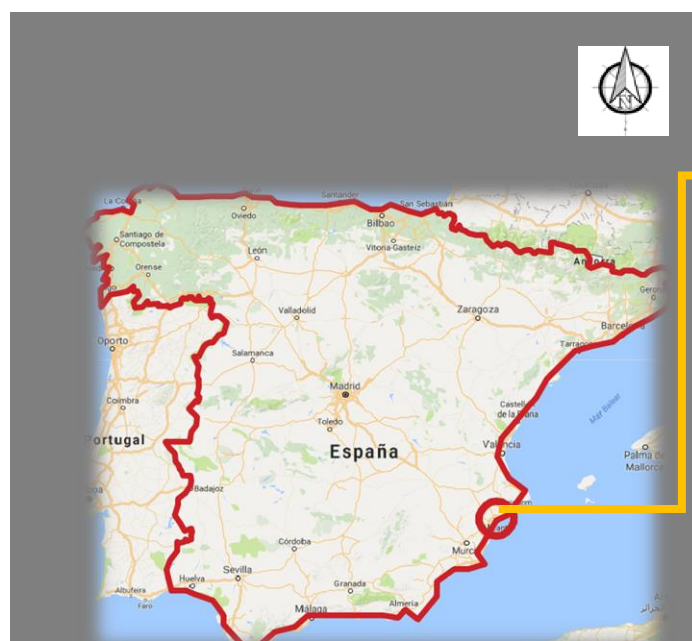 N
La
Santander
San Sebastián
Oviedo
Bilbao
Santiago de
Compostela
Vitoria-Gasteiz
León
Orense
Andorra
Gerona
Valladolid
Zaragoza
Barcelona
Oporto
Tarragona
Salamanca
Madrid
Mar Balear
Coimbra
Castelló
de la Plana
Toledo
Portugal
España
Valencia
Palma de
Mallorca
Badajoz
Córdoba
Murcia
Sevilla
Huelva
Granada
Albufeira
Faro
Málaga
Almería